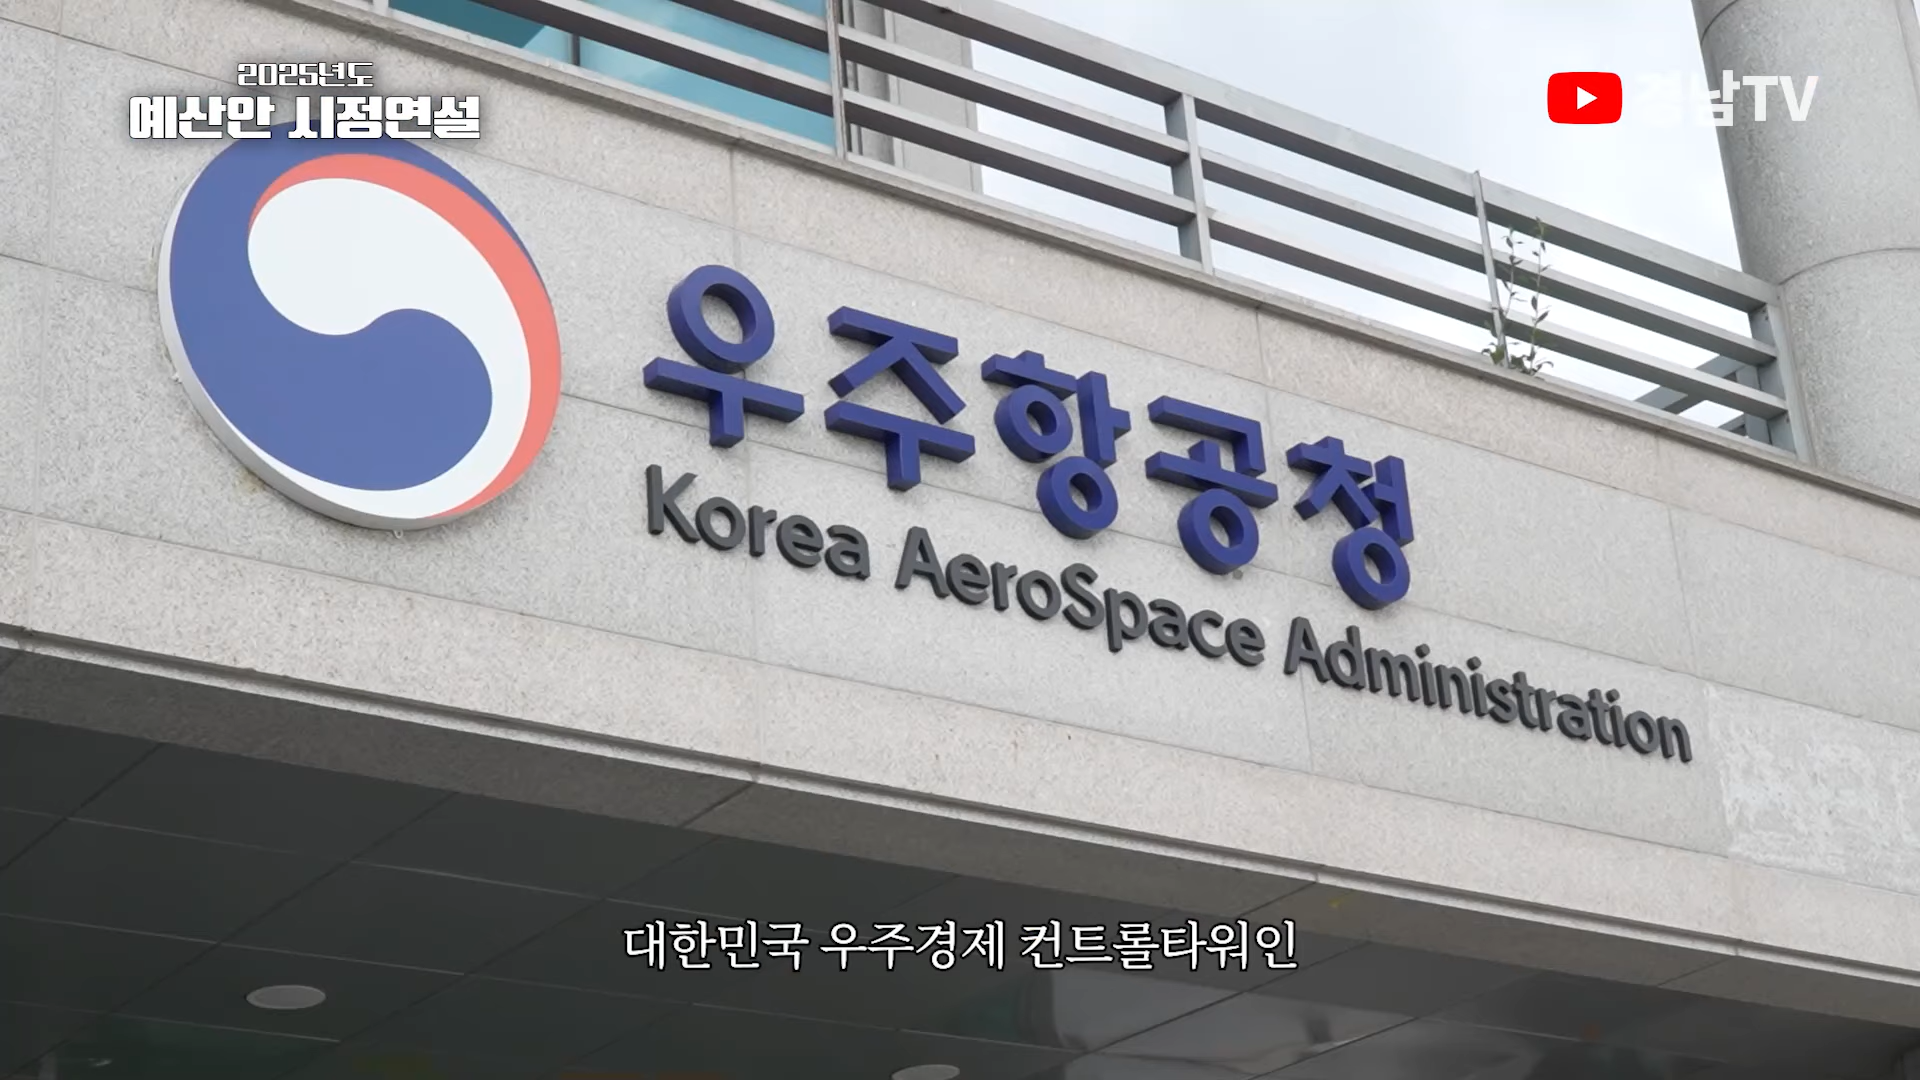 2025년도
예산안 시정연설
경남TV
우주항공청
Korea AeroSpace Administration
대한민국 우주경제 컨트롤타워인